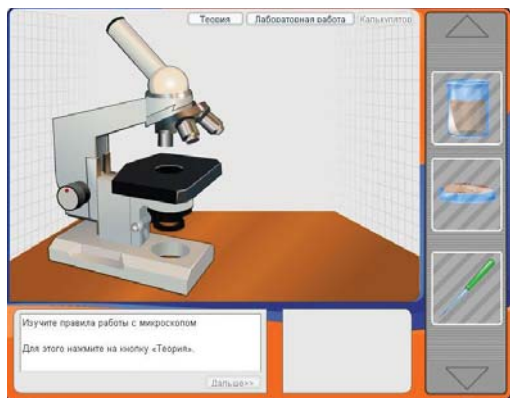 Теория Лабораторная работа Калькулятор
Изучите правила работы с микроскопом
Для этого нажмите на кнопку «Теория».
Дальше>>